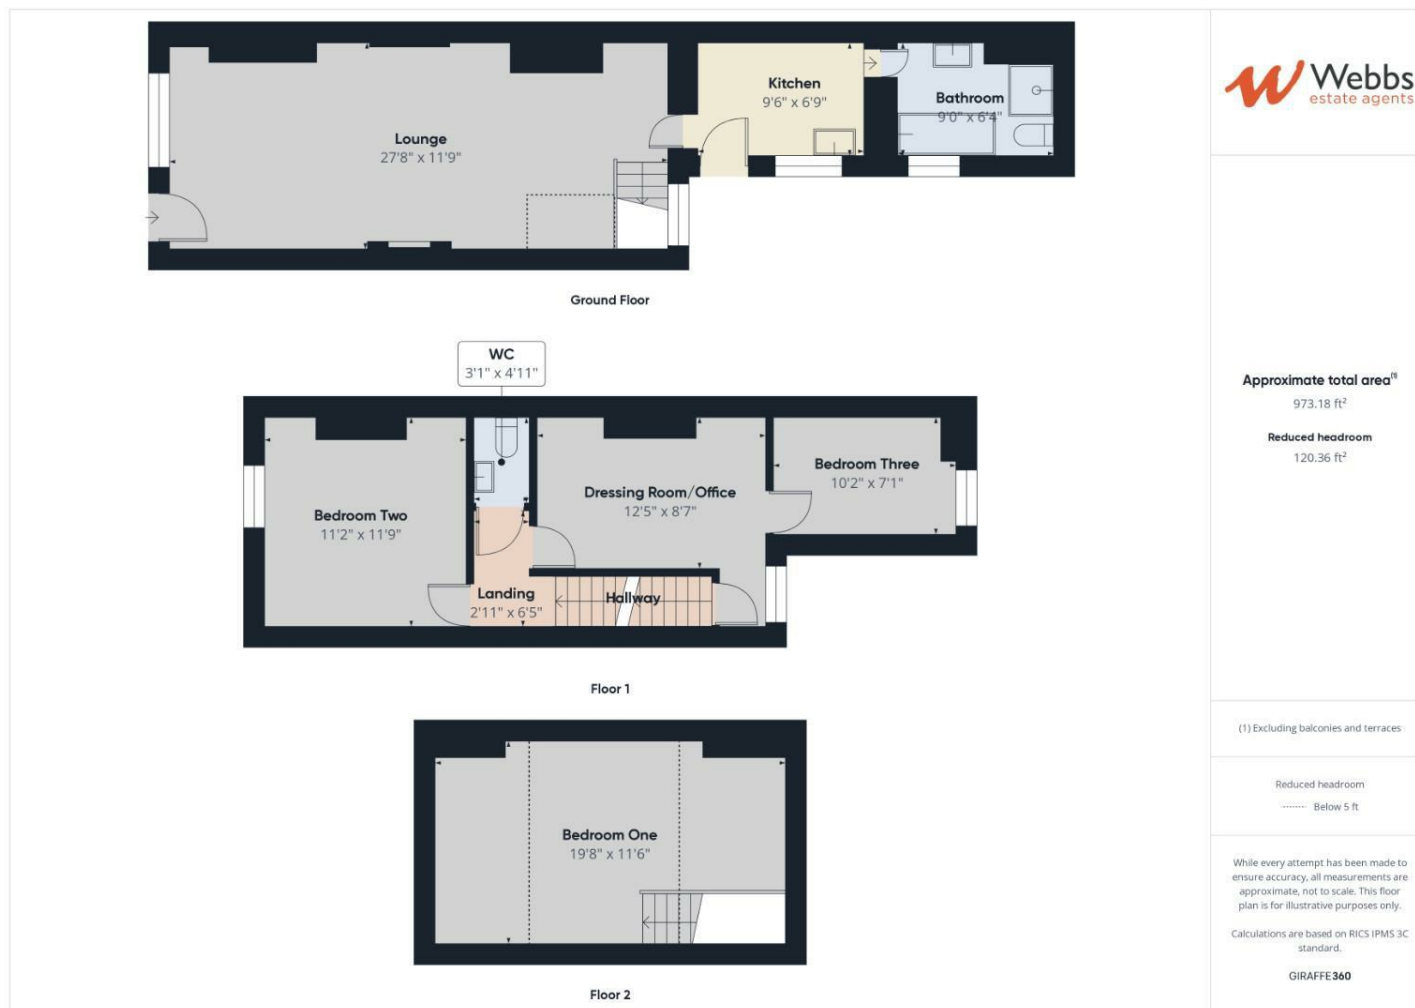 Kitchen
9'6" x 6'9"
Bathroom
9'0" x 6'4"
Lounge
27'8" x 11'9"
Ground Floor
WC
3'1" x 4'11"
Bedroom Two
11'2" x 11'9"
Dressing Room/Office
12'5" x 8'7"
Bedroom Three
10'2" x 7'1"
Landing
2'11" x 6'5"
Hallway
Floor 1
Bedroom One
19'8" x 11'6"
Floor 2
Webbs
estate agents
Approximate total area(1)
973.18 ft²
Reduced headroom
120.36 ft²
(1) Excluding balconies and terraces
Reduced headroom
Below 5 ft
While every attempt has been made to
ensure accuracy, all measurements are
approximate, not to scale. This floor
plan is for illustrative purposes only.
Calculations are based on RICS IPMS 3C
standard.
GIRAFFE360